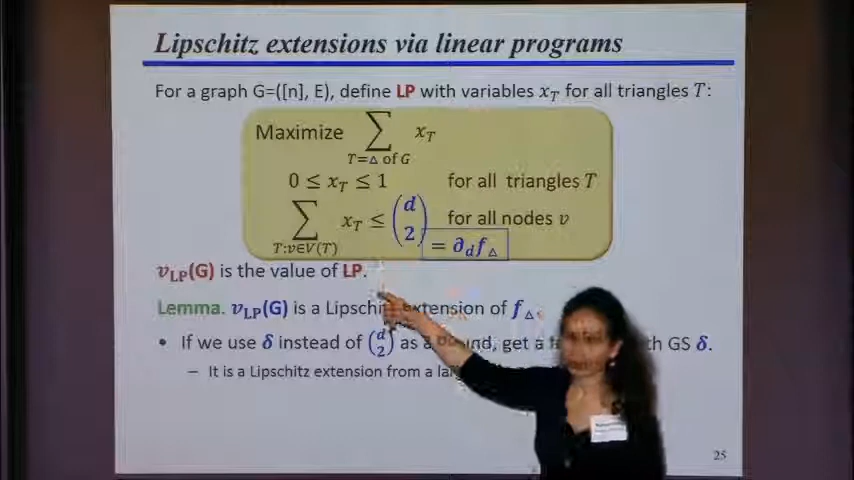 Lipschitz extensions via linear programs
For a graph G=([n], E), define LP with variables x_T for all triangles T:
Maximize ∑ x_T
T=△ of G
0 ≤ x_T ≤ 1 for all triangles T
∑ x_T ≤ (d 2) for all nodes v
T:v∈V(T)
= ∂_d f_△
v_LP(G) is the value of LP.
Lemma. v_LP(G) is a Lipschitz extension of f_△
• If we use δ instead of (d 2) as a bound, get a GS δ.
– It is a Lipschitz extension from a
25